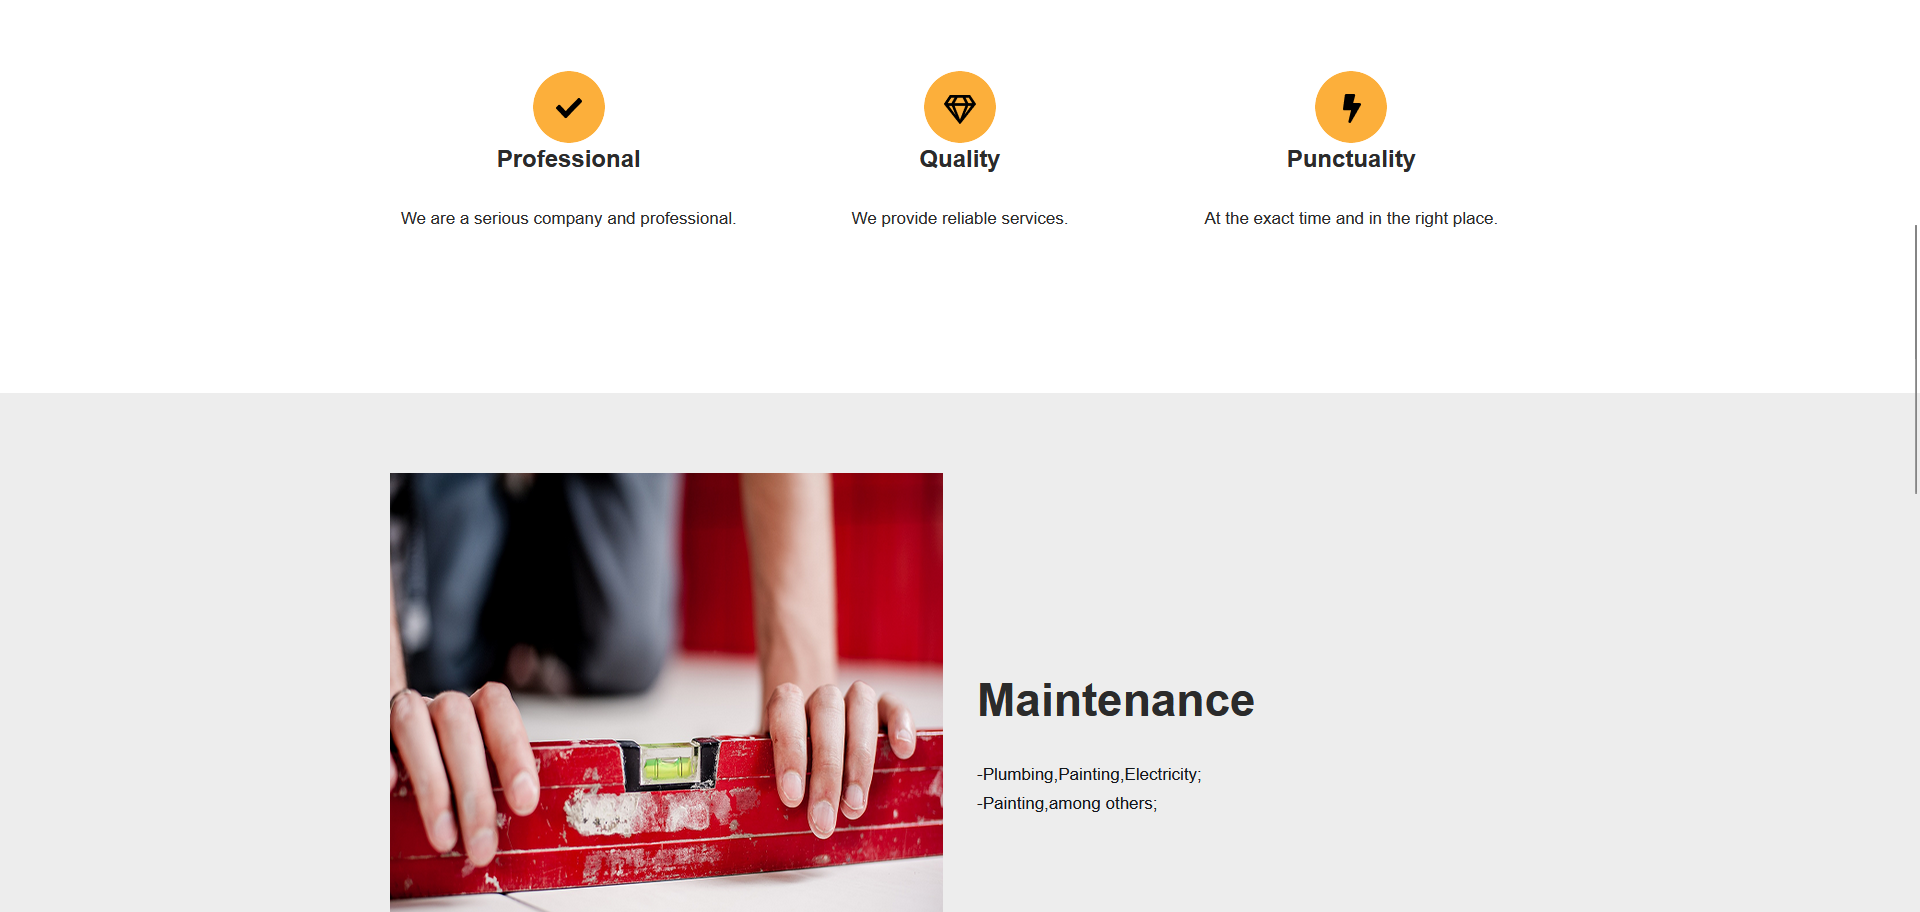 Professional
Quality
Punctuality
We are a serious company and professional.
We provide reliable services.
At the exact time and in the right place.
Maintenance
-Plumbing,Painting,Electricity;
-Painting,among others;